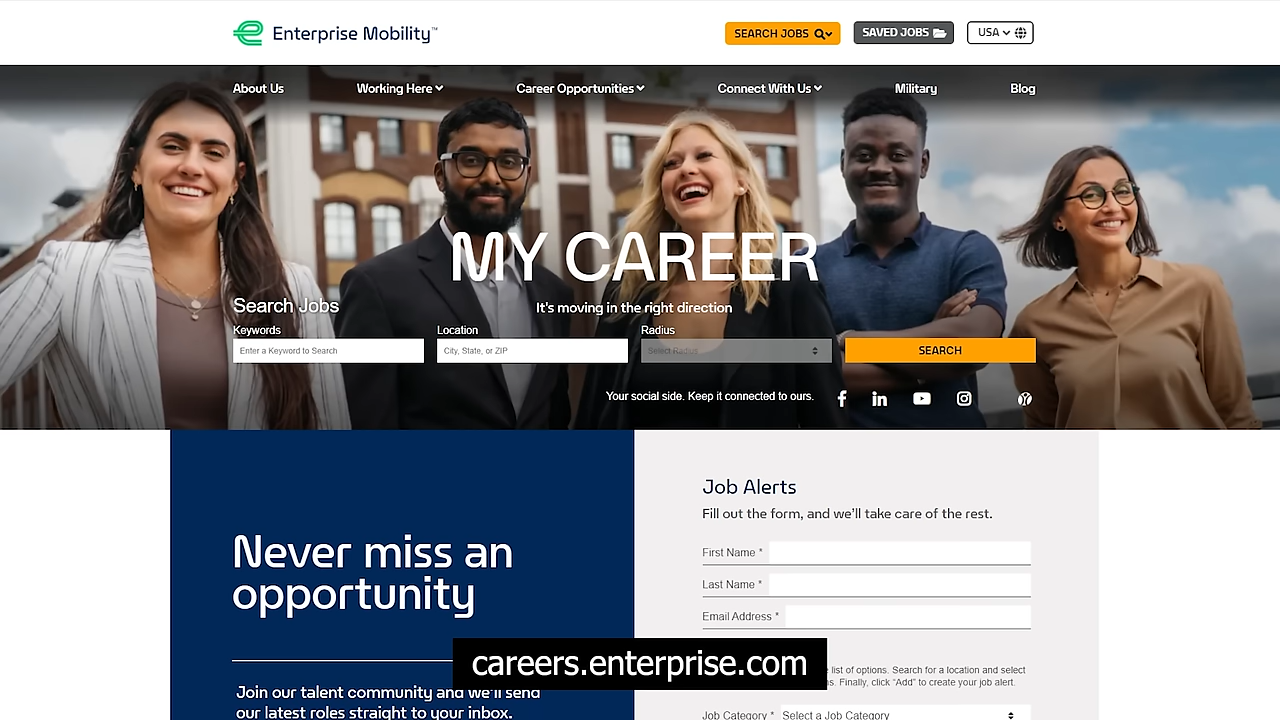 Enterprise Mobility™
SEARCH JOBS
SAVED JOBS
USA
About Us
Working Here
Career Opportunities
Connect With Us
Military
Blog
MY CAREER
Search Jobs
It's moving in the right direction
Keywords
Location
Radius
Enter a Keyword to Search
City, State, or ZIP
Select Radius
SEARCH
Your social side. Keep it connected to ours.
Never miss an
opportunity
Join our talent community and we'll send
our latest roles straight to your inbox.
Job Alerts
Fill out the form, and we'll take care of the rest.
First Name *
Last Name *
Email Address *
list of options. Search for a location and select
Finally, click "Add" to create your job alert.
Job Category *
Select a Job Category
careers.enterprise.com